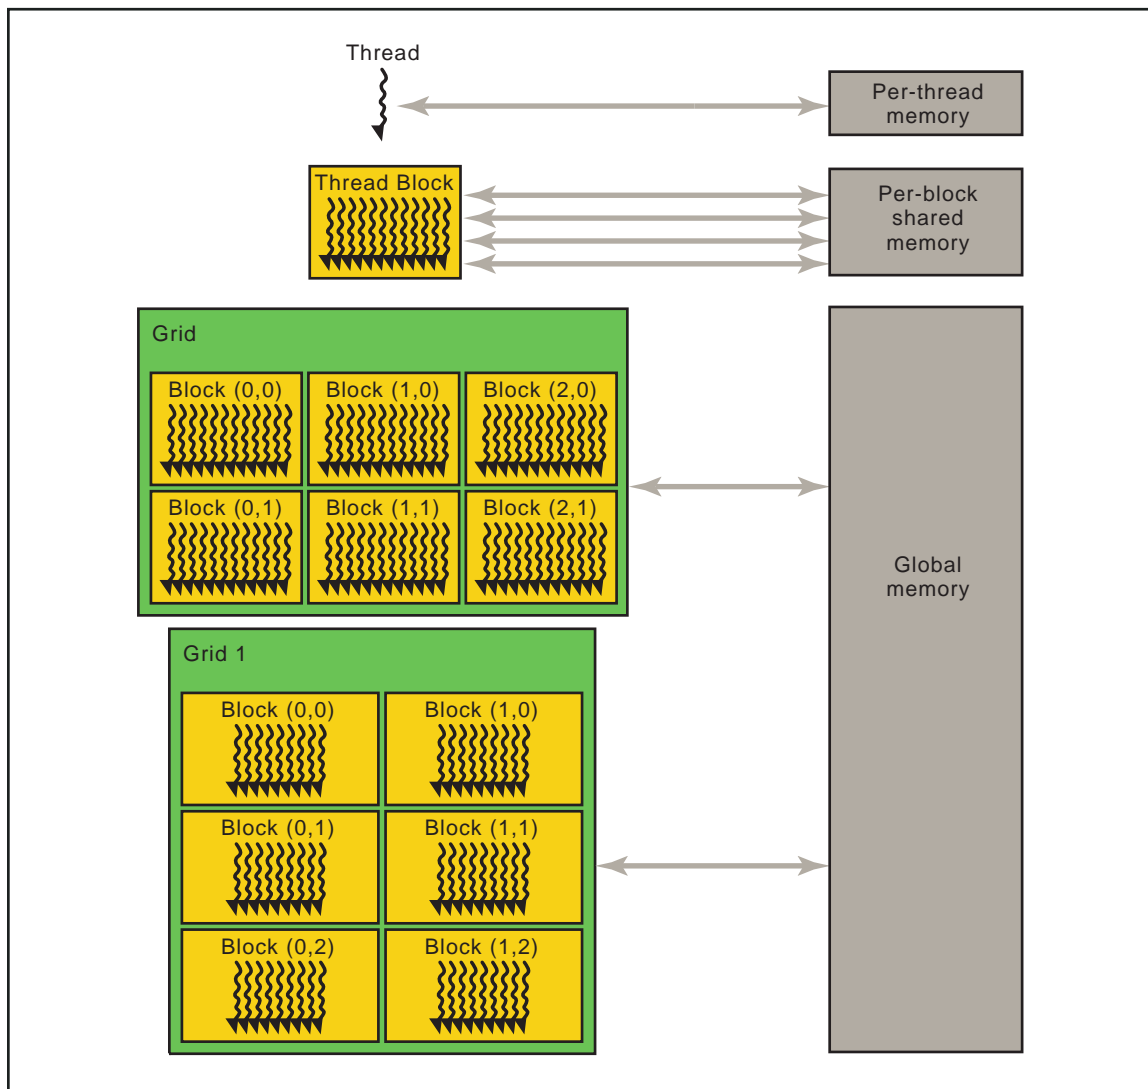 Thread
Per-thread
memory
Thread Block
Per-block
shared
memory
Grid
Block (0,0)
Block (1,0)
Block (2,0)
Block (0,1)
Block (1,1)
Block (2,1)
Global
memory
Grid 1
Block (0,0)
Block (1,0)
Block (0,1)
Block (1,1)
Block (0,2)
Block (1,2)